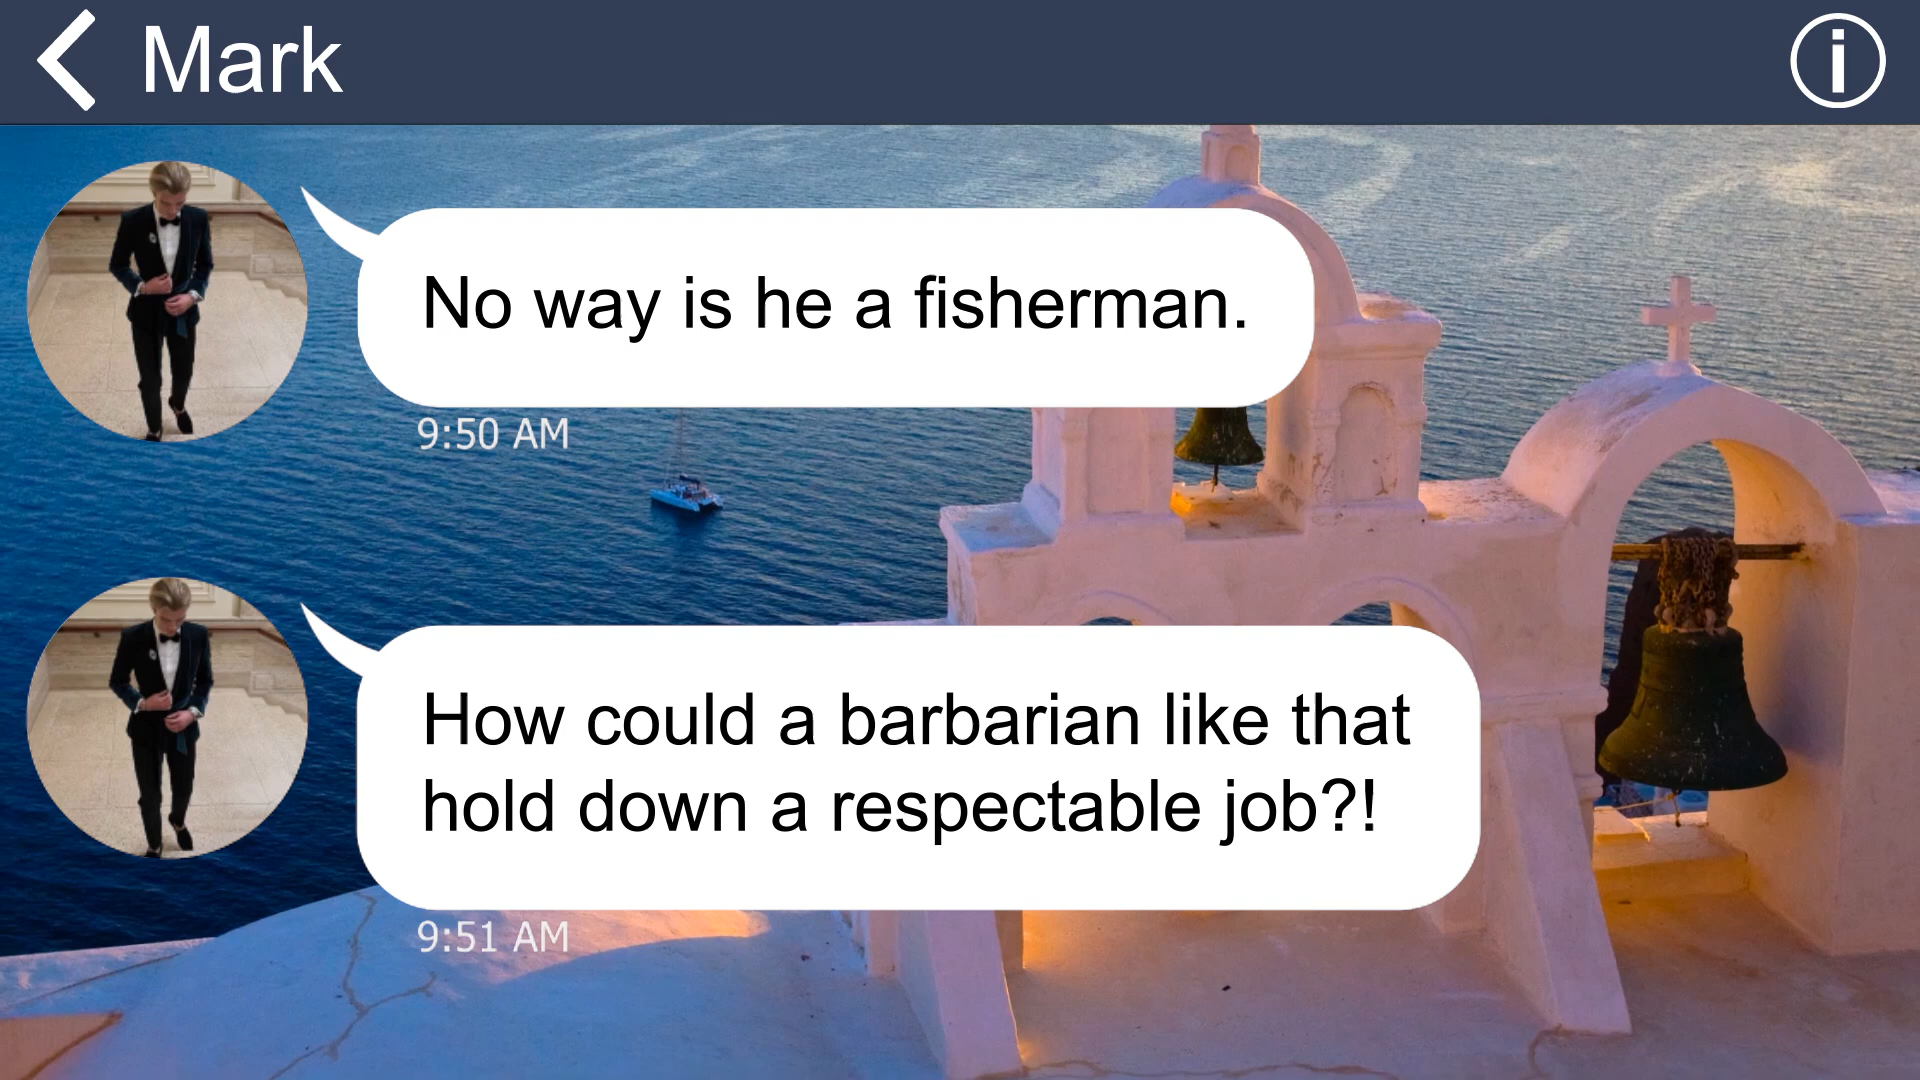 Mark
No way is he a fisherman.
9:50 AM
How could a barbarian like that
hold down a respectable job?!
9:51 AM